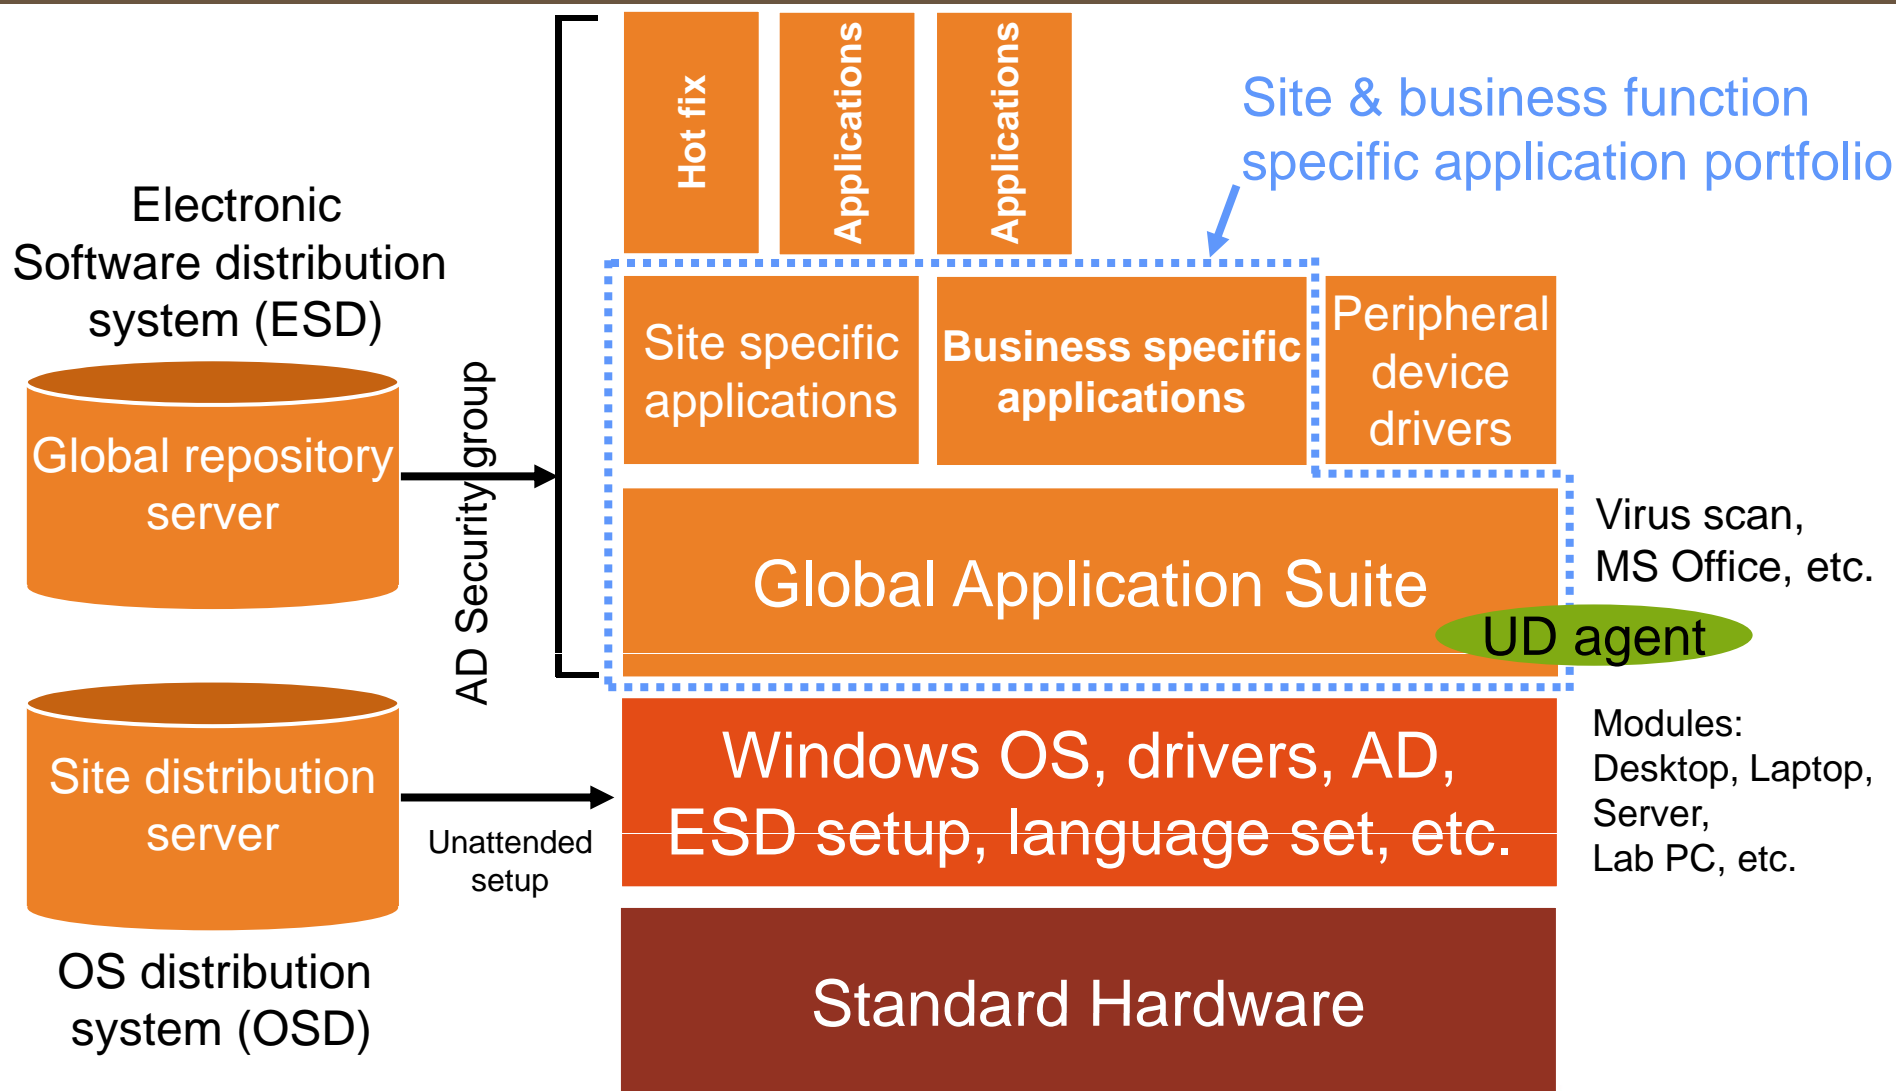 Hot fix
Applications
Applications
Site & business function
specific application portfolio
Electronic
Software distribution
system (ESD)
Global repository
server
AD Security group
Site specific
applications
Business specific
applications
Peripheral
device
drivers
Global Application Suite
Virus scan,
MS Office, etc.
UD agent
Site distribution
server
Unattended
setup
Windows OS, drivers, AD,
ESD setup, language set, etc.
Modules:
Desktop, Laptop,
Server,
Lab PC, etc.
OS distribution
system (OSD)
Standard Hardware